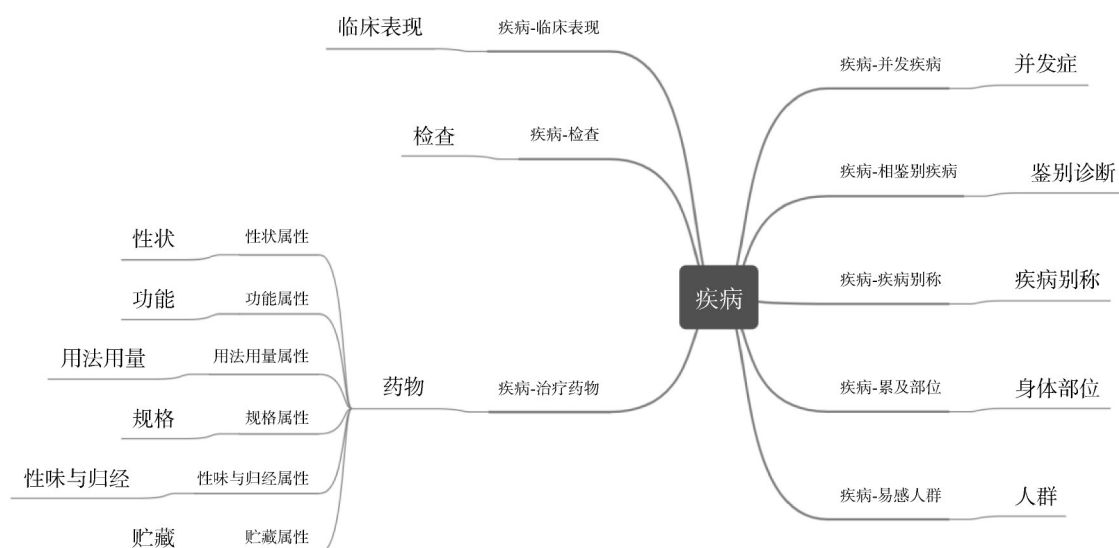 临床表现
疾病-临床表现
检查
疾病-检查
性状
性状属性
功能
功能属性
用法用量
用法用量属性
规格
规格属性
性味与归经
性味与归经属性
贮藏
贮藏属性
药物
疾病-治疗药物
疾病
疾病-并发疾病
并发症
疾病-相鉴别疾病
鉴别诊断
疾病-疾病别称
疾病别称
疾病-累及部位
身体部位
疾病-易感人群
人群